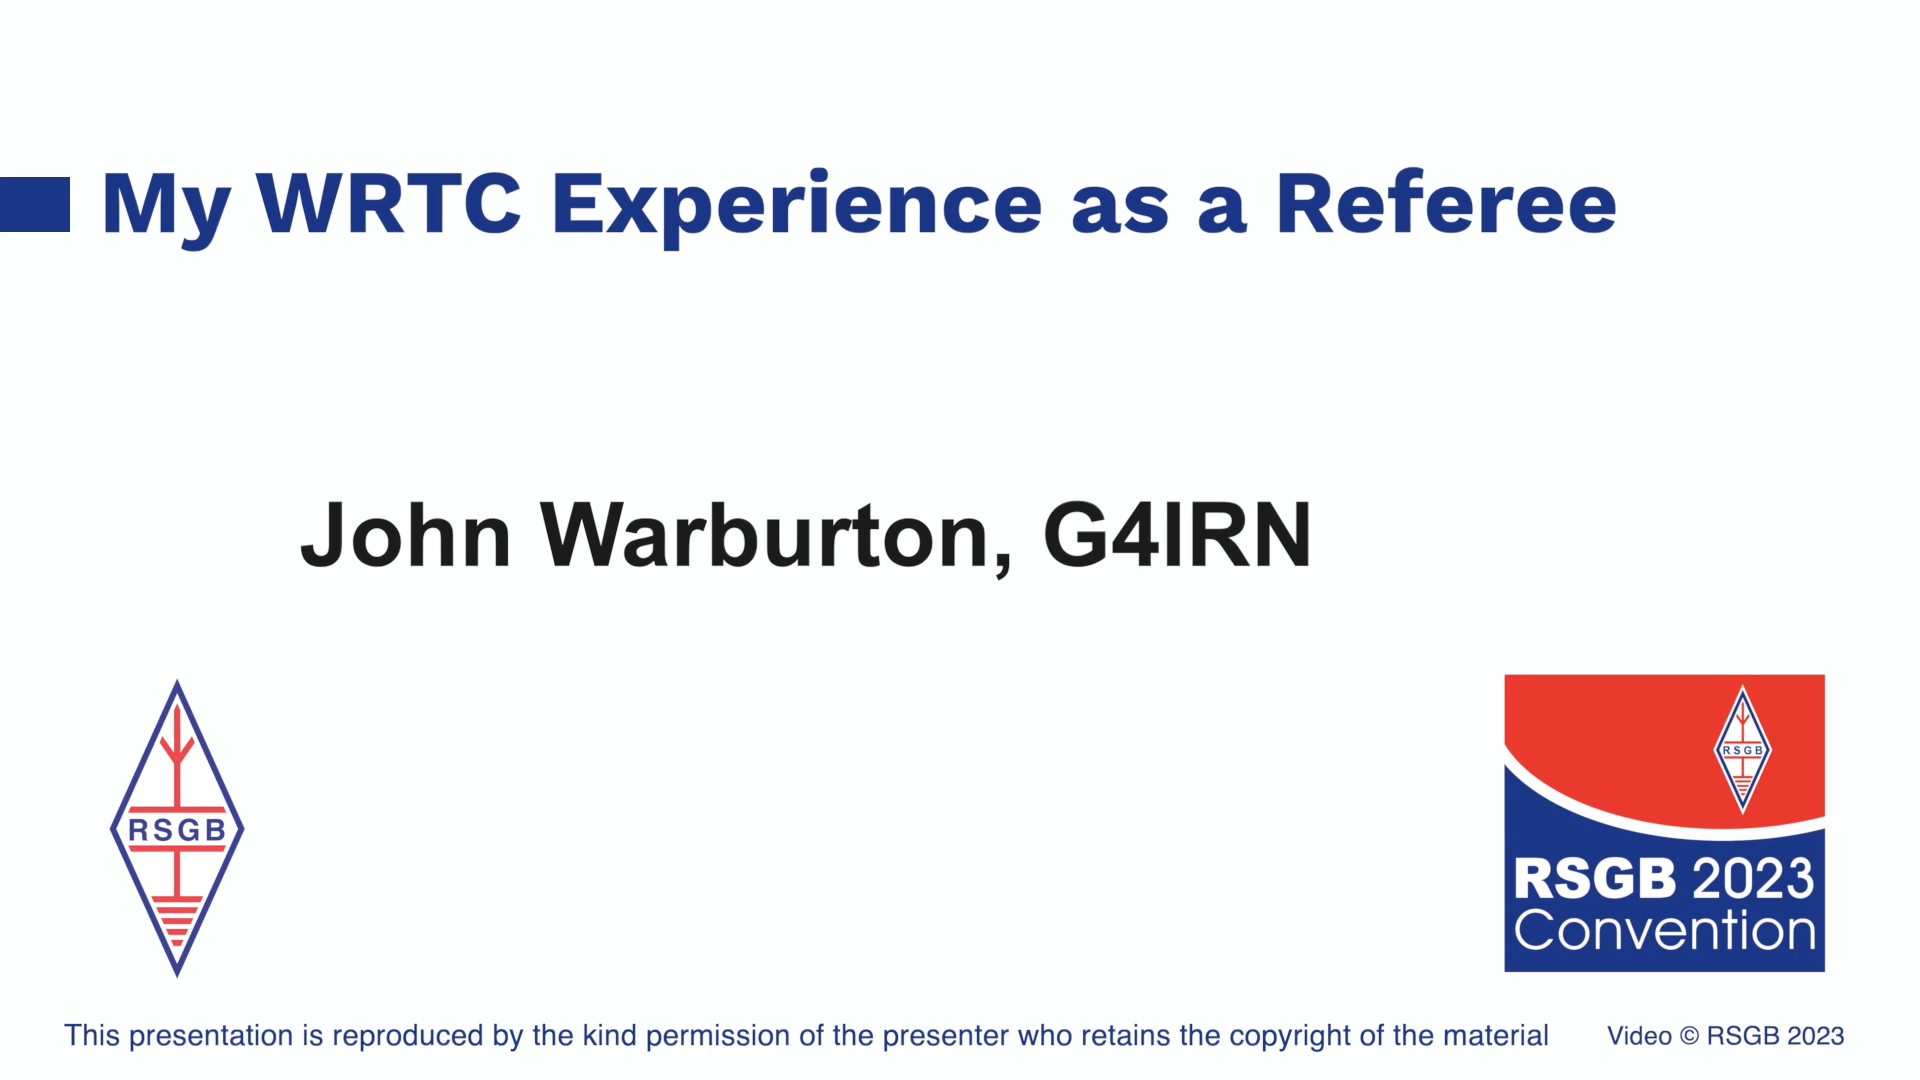 My WRTC Experience as a Referee
John Warburton, G4IRN
RSGB
RSGB
RSGB 2023
Convention
This presentation is reproduced by the kind permission of the presenter who retains the copyright of the material
Video © RSGB 2023